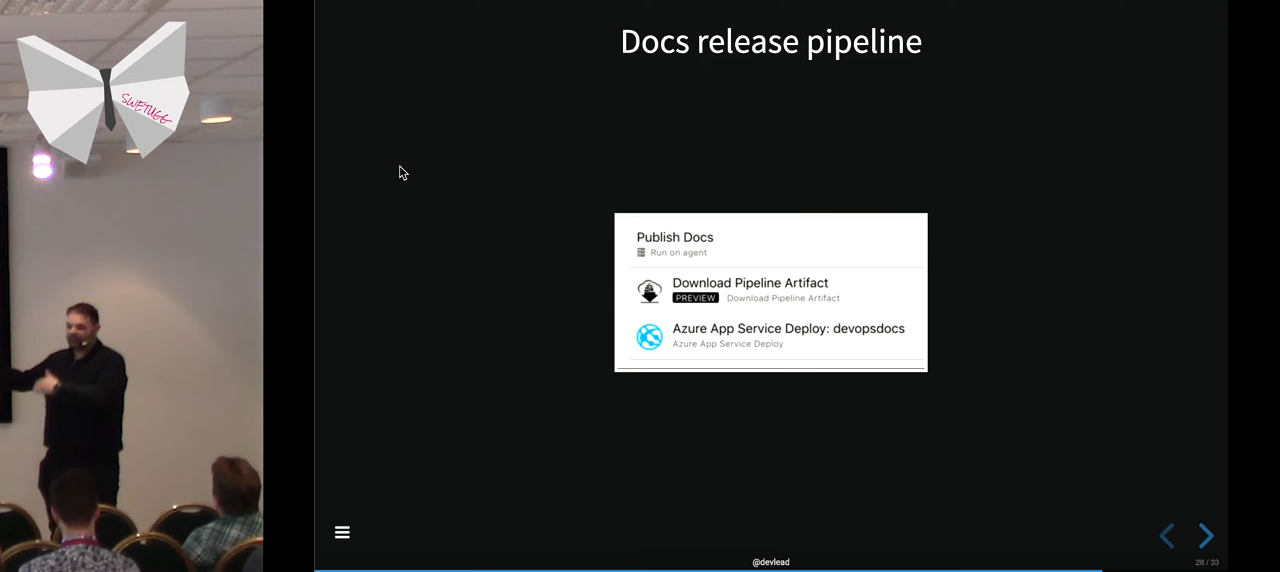 SWETUGG
Docs release pipeline
Publish Docs
Run on agent
Download Pipeline Artifact
PREVIEW Download Pipeline Artifact
Azure App Service Deploy: devopsdocs
Azure App Service Deploy
@devlead
28 / 33